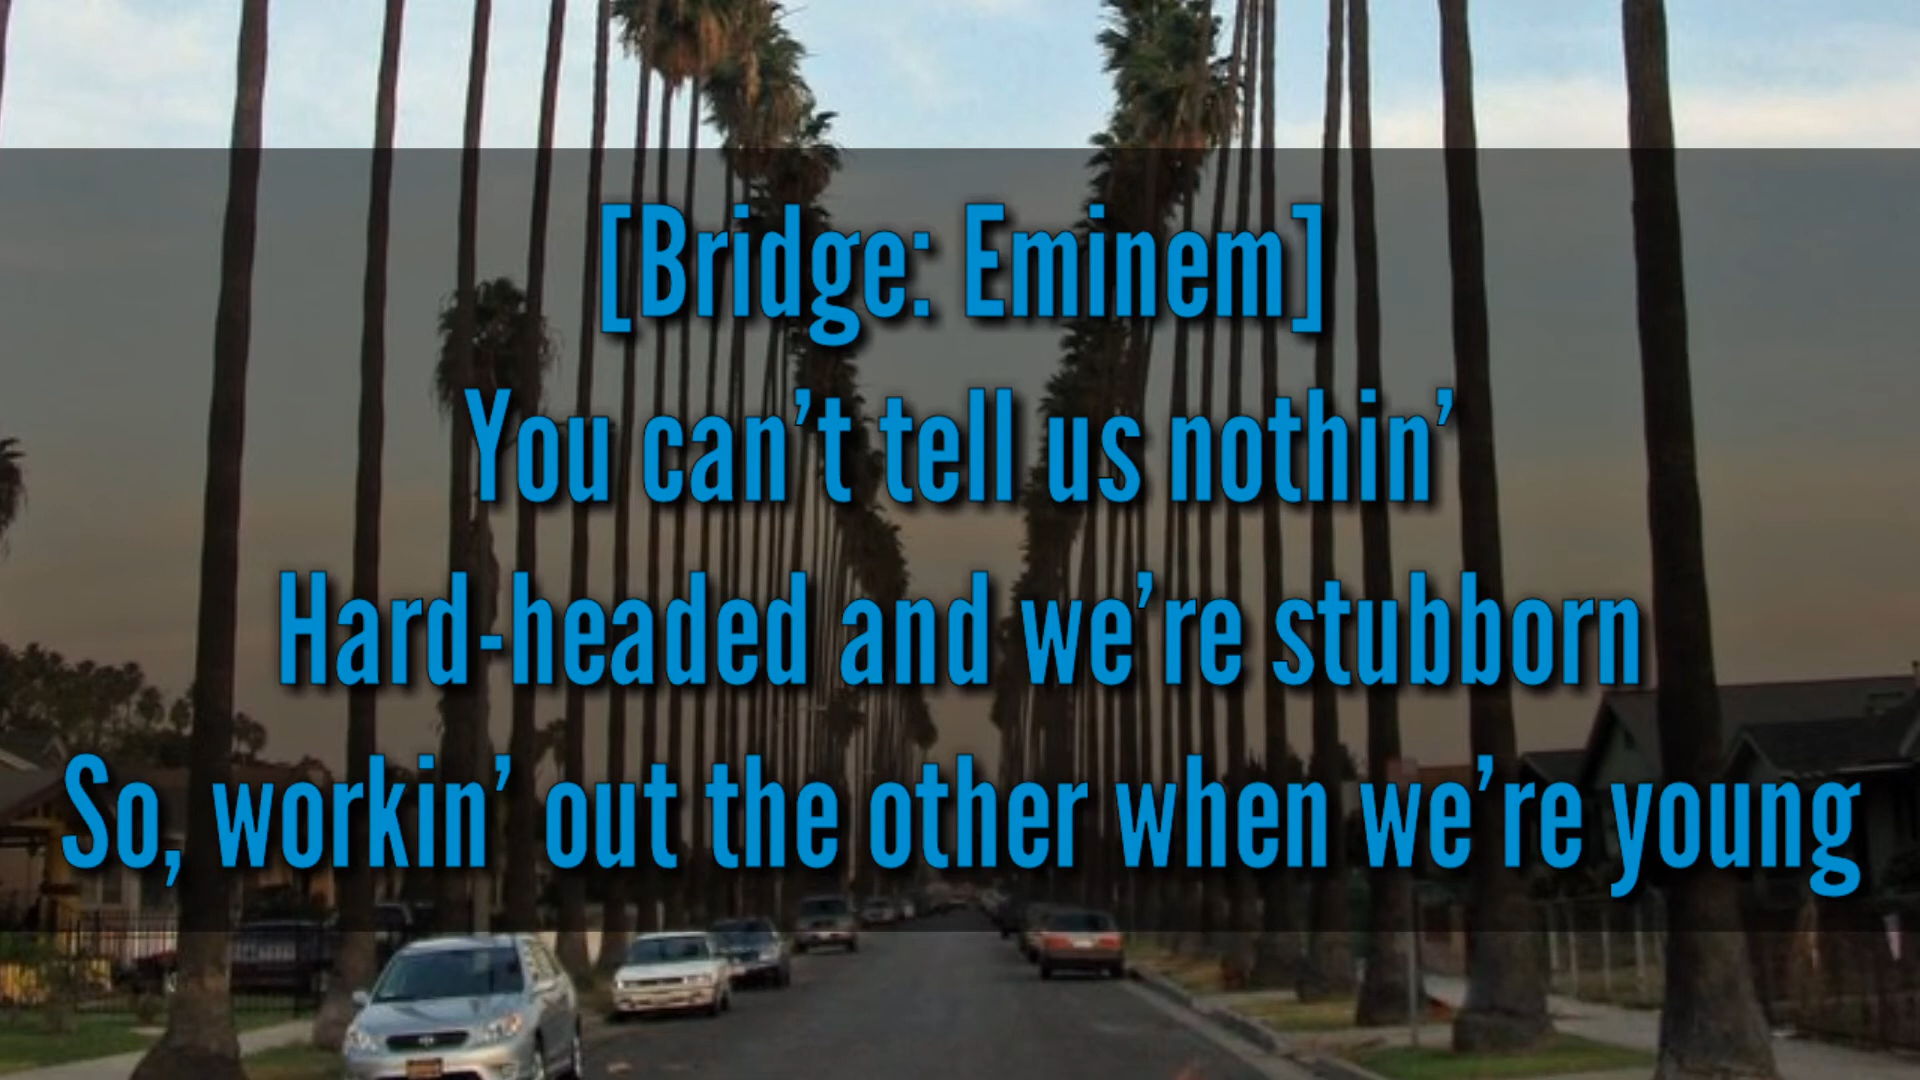 [Bridge: Eminem]
You can’t tell us nothin’
Hard-headed and we’re stubborn
So, workin’ out the other when we’re young